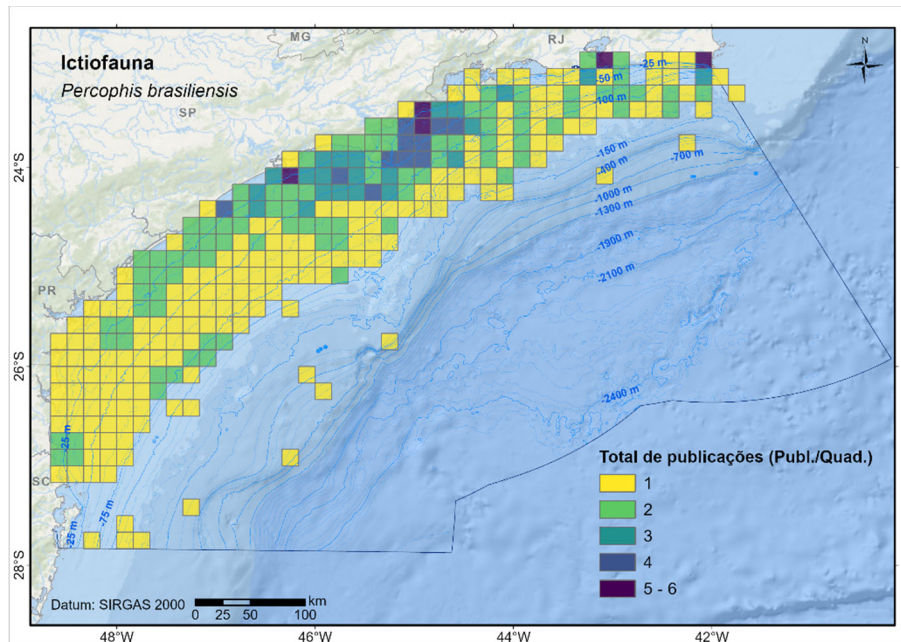 MG
RJ
N
Ictiofauna
Percophis brasiliensis
SP
-25 m
-50 m
-100 m
24°S
-150 m
-400 m
-700 m
-1000 m
-1300 m
-1900 m
-2100 m
PR
26°S
-2400 m
-25 m
SC
-75 m
-25 m
28°S
Total de publicações (Publ./Quad.)
1
2
3
4
5 - 6
Datum: SIRGAS 2000
km
0 25 50 100
48°W 46°W 44°W 42°W